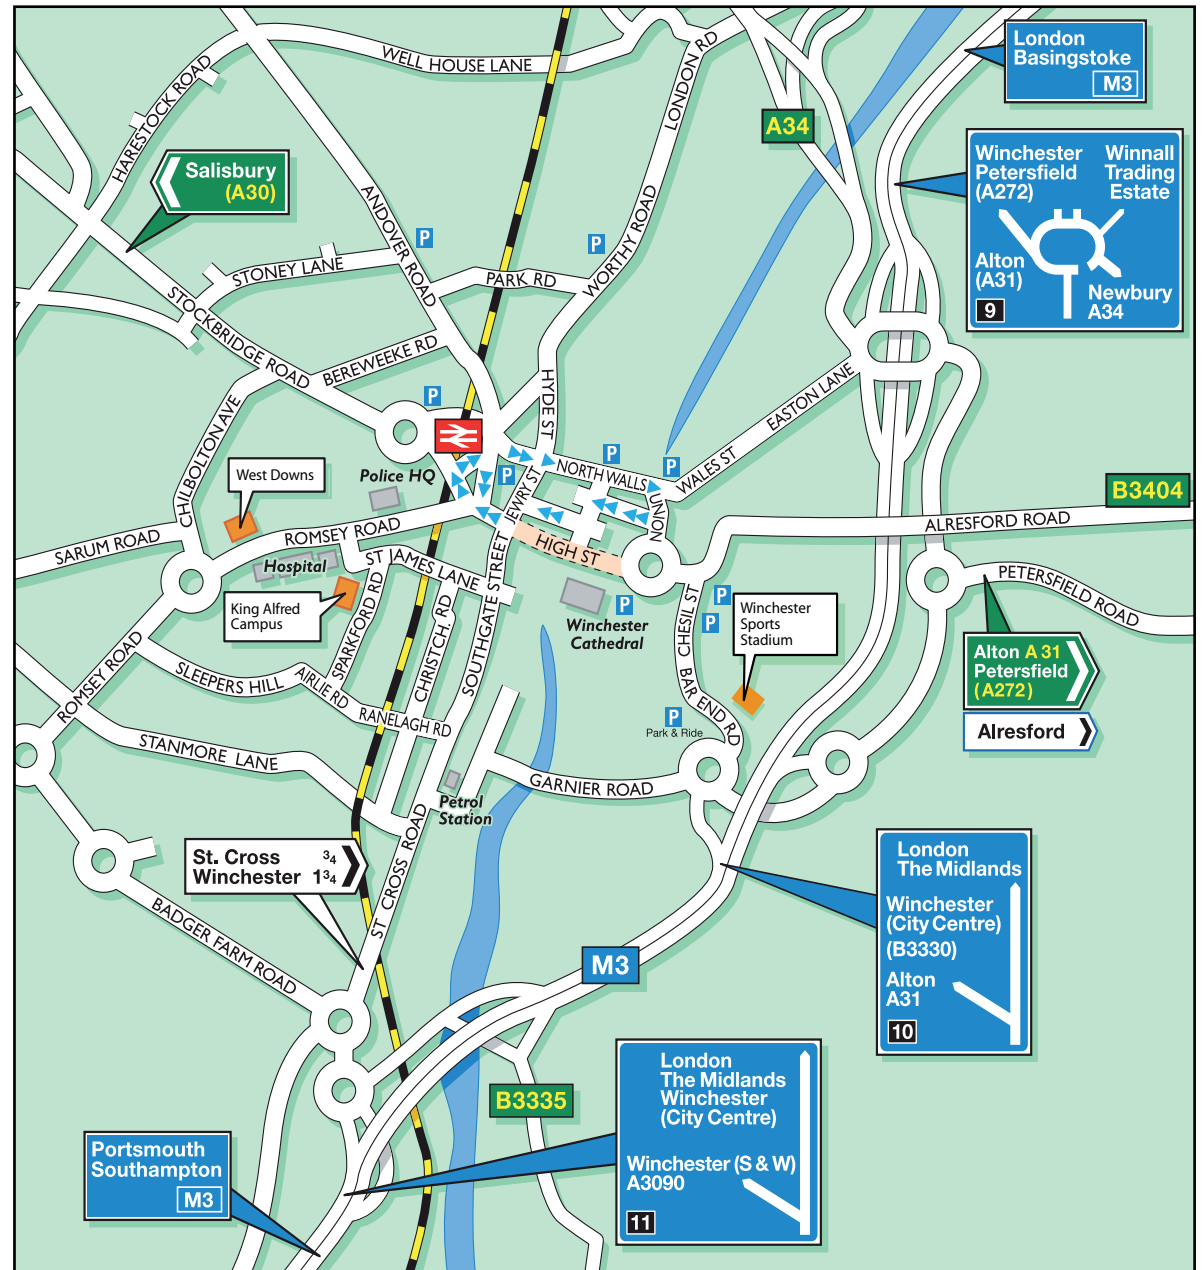 London
Basingstoke
M3
WELL HOUSE LANE
LONDON RD
HARESTOCK ROAD
A34
Winchester
Petersfield
(A272)
Winnall
Trading
Estate
Alton
(A31)
Newbury
A34
9
Salisbury
(A30)
ANDOVER ROAD
P
P
WORTHY ROAD
STONEY LANE
PARK RD
STOCKBRIDGE ROAD
BEREWEEKE RD
HYDE ST
EASTON LANE
P
CHILBOLTON AVE
P
P
P
NORTH WALLS
WALES ST
UNION
JEWRY ST
West Downs
Police HQ
B3404
ALRESFORD ROAD
SARUM ROAD
ROMSEY ROAD
HIGH ST
Hospital
ST JAMES LANE
PETERSFIELD ROAD
King Alfred
Campus
SPARKFORD RD
CHRISTCH. RD
SOUTHGATE STREET
Winchester
Cathedral
P
P
P
CHESIL ST
Winchester
Sports
Stadium
Alton A 31
Petersfield
(A272)
Alresford
ROMSEY ROAD
SLEEPERS HILL
AIRLIE RD
RANELAGH RD
BAR END RD
P
Park & Ride
STANMORE LANE
GARNIER ROAD
Petrol
Station
St. Cross 3/4
Winchester 1 3/4
ST CROSS ROAD
BADGER FARM ROAD
London
The Midlands
Winchester
(City Centre)
(B3330)
Alton
A31
10
M3
London
The Midlands
Winchester
(City Centre)
Winchester (S & W)
A3090
11
B3335
Portsmouth
Southampton
M3